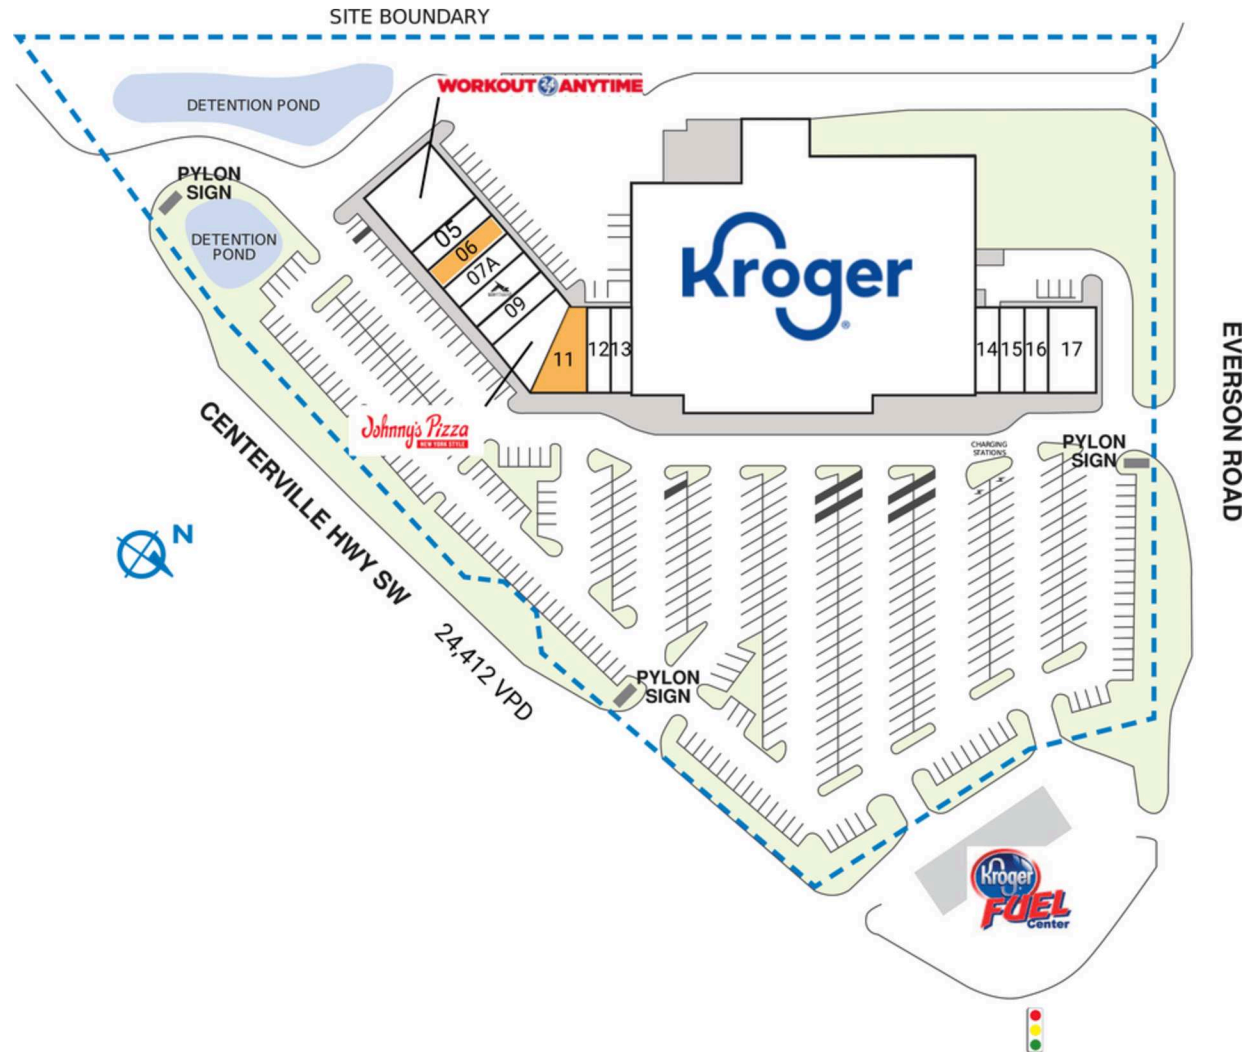 SITE BOUNDARY
WORKOUT 24 ANYTIME
DETENTION POND
PYLON
SIGN
DETENTION
POND
05
06
07A
09
11
12
13
Kroger
®
14
15
16
17
EVERSON ROAD
Johnny's Pizza
NEW YORK STYLE
CHARGING
STATIONS
PYLON
SIGN
CENTERVILLE HWY SW
N
24,412 VPD
PYLON
SIGN
Kroger
FUEL
Center